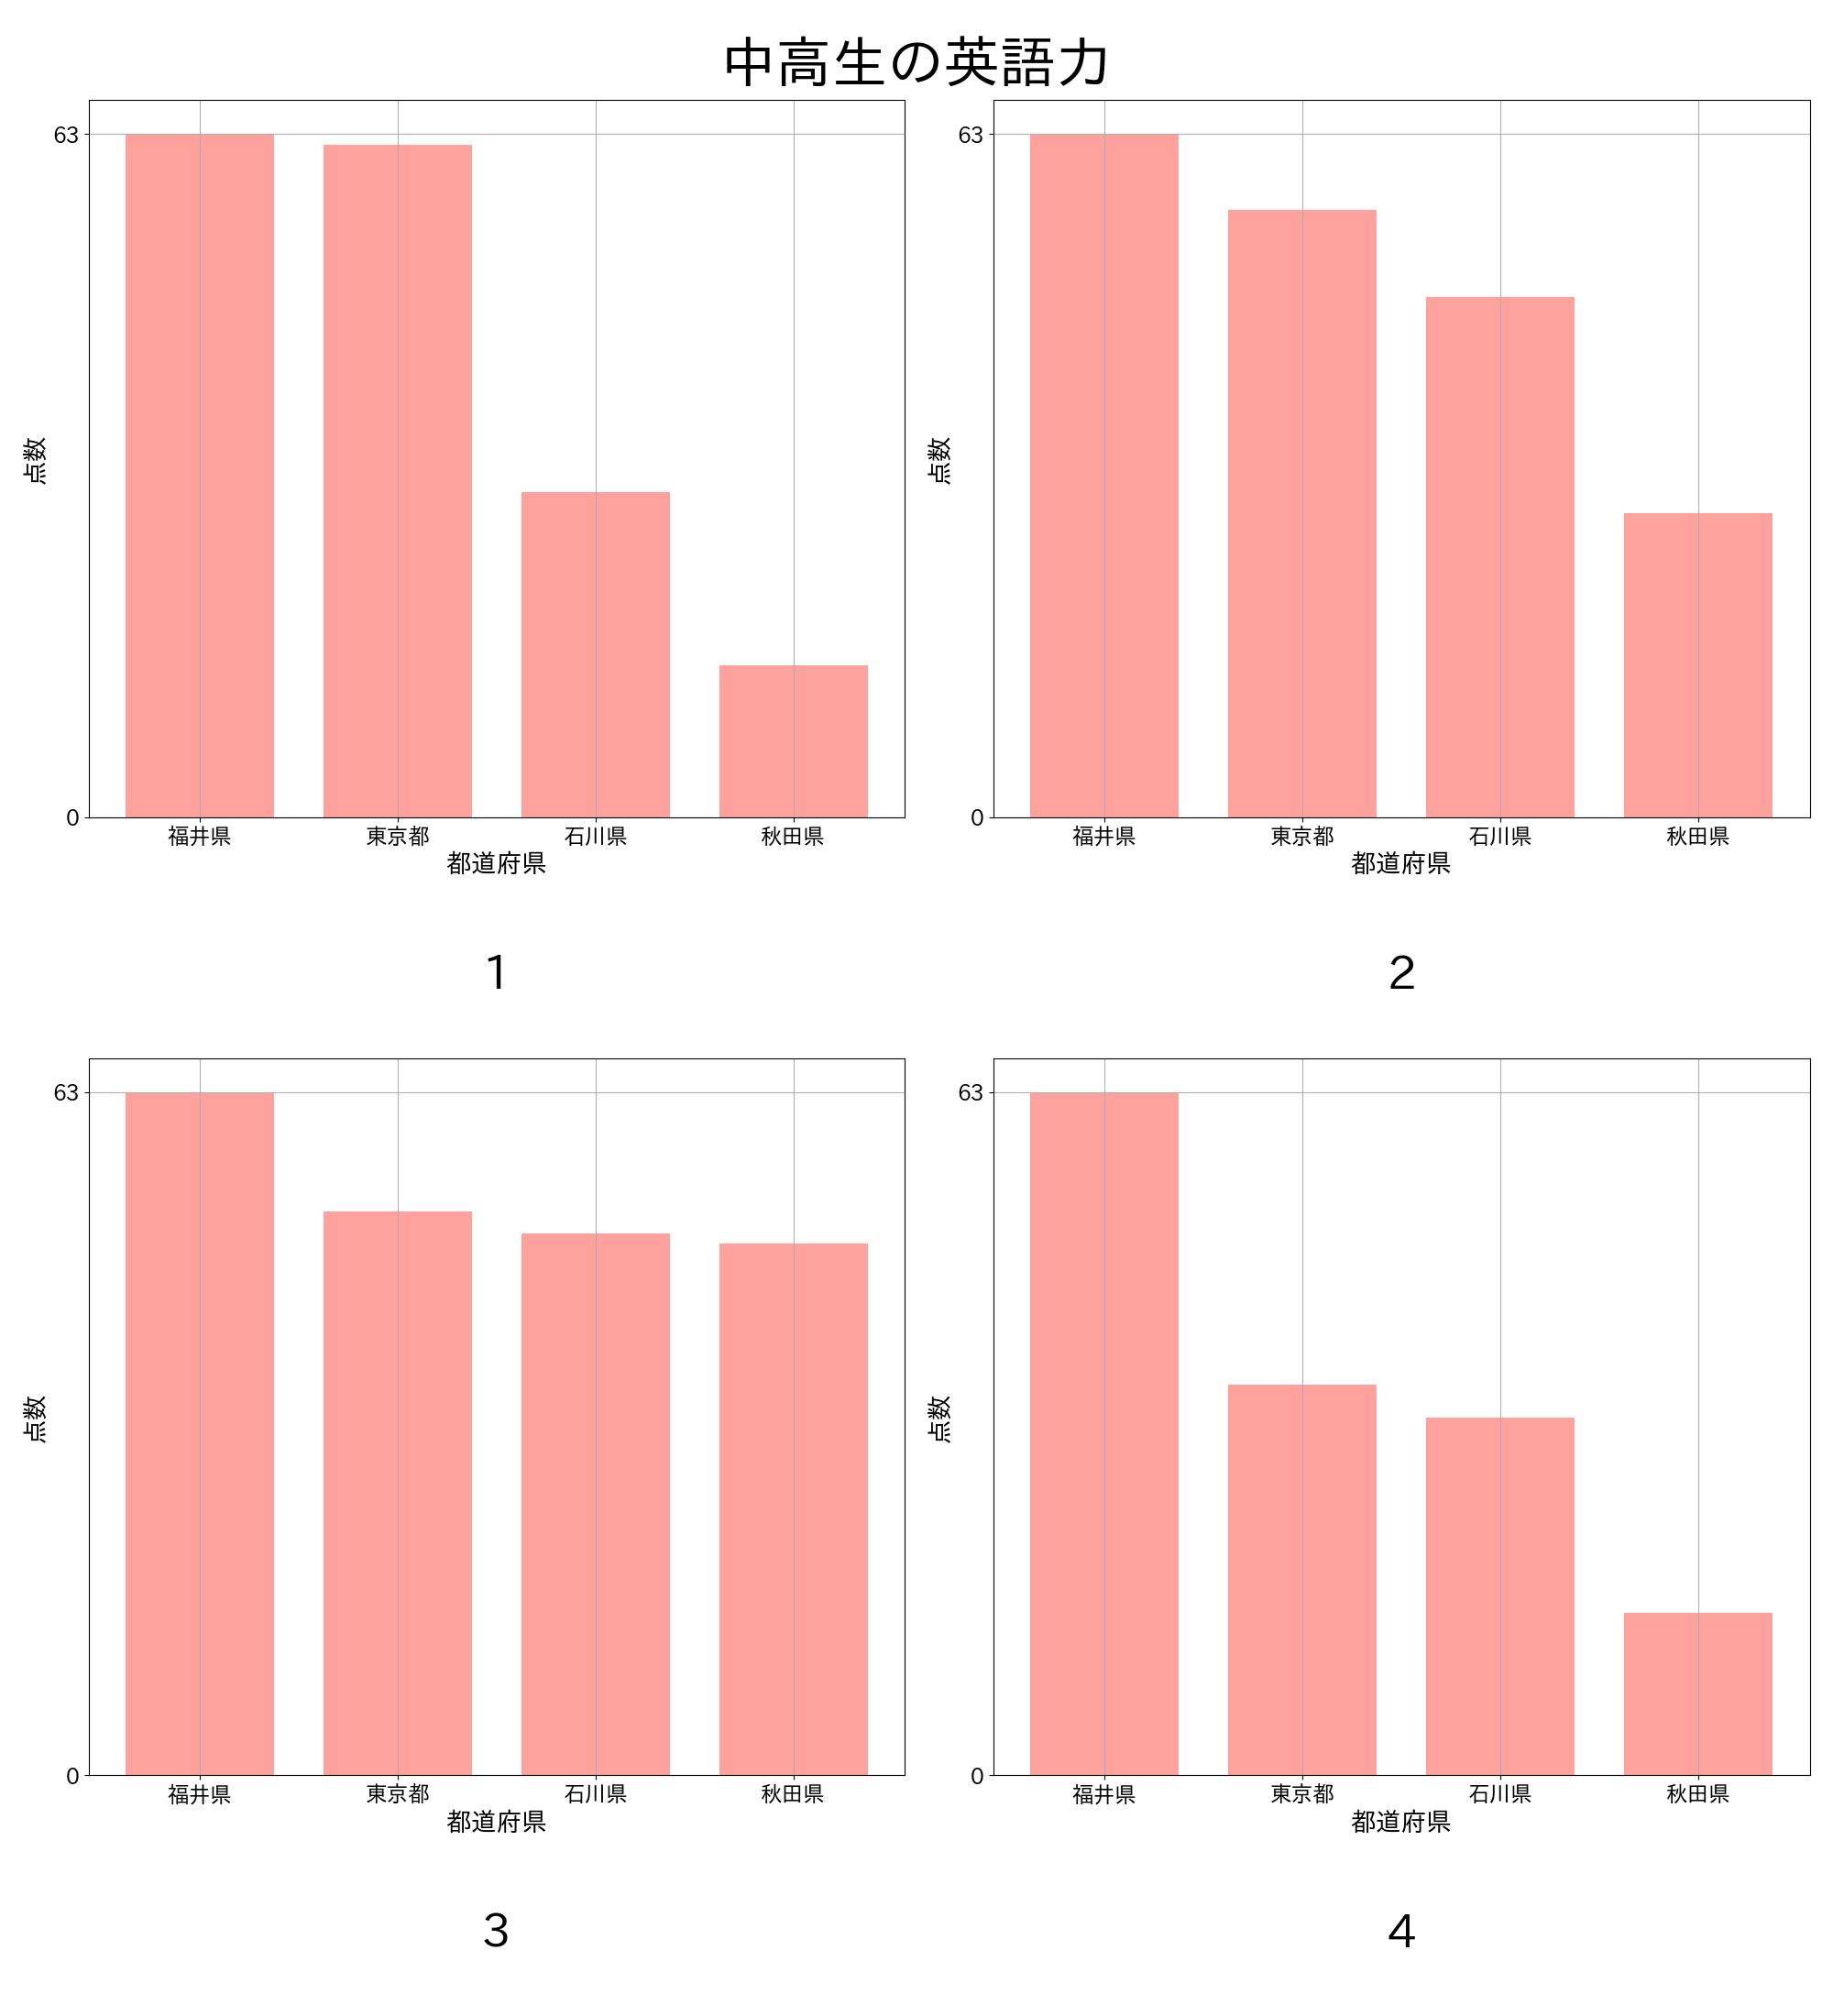 中高生の英語力
63
点数
0
福井県 東京都 石川県 秋田県
都道府県
1
63
点数
0
福井県 東京都 石川県 秋田県
都道府県
2
63
点数
0
福井県 東京都 石川県 秋田県
都道府県
3
63
点数
0
福井県 東京都 石川県 秋田県
都道府県
4